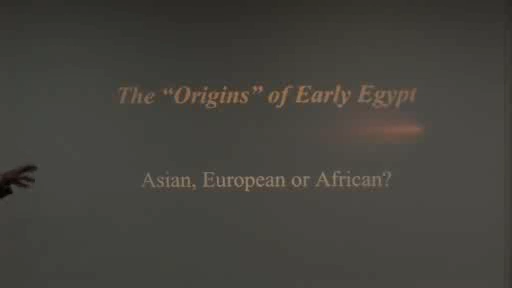 The “Origins” of Early Egypt
Asian, European or African?